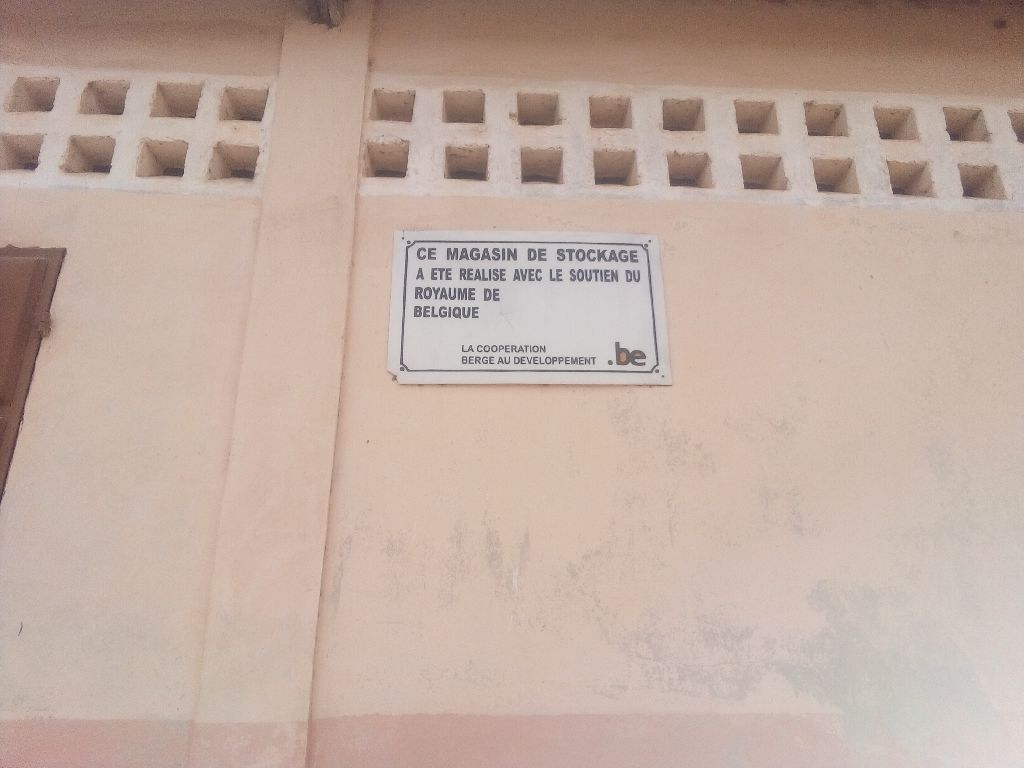 CE MAGASIN DE STOCKAGE
A ETE REALISE AVEC LE SOUTIEN DU
ROYAUME DE
BELGIQUE
LA COOPERATION
BERGE AU DEVELOPPEMENT
.be